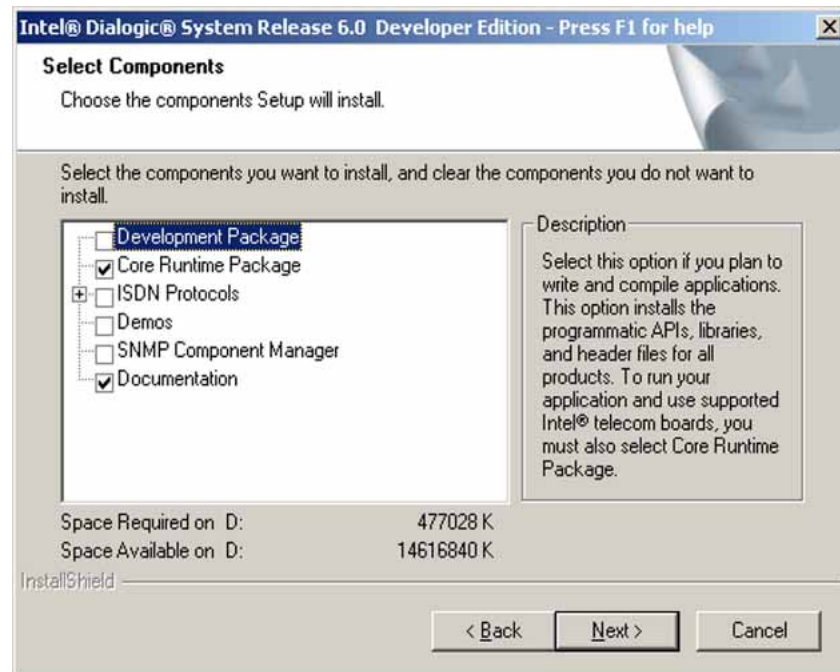 Intel® Dialogic® System Release 6.0 Developer Edition - Press F1 for help
Select Components
Choose the components Setup will install.
Select the components you want to install, and clear the components you do not want to
install.
Development Package
Core Runtime Package
ISDN Protocols
Demos
SNMP Component Manager
Documentation
Description
Select this option if you plan to
write and compile applications.
This option installs the
programmatic APIs, libraries,
and header files for all
products. To run your
application and use supported
Intel® telecom boards, you
must also select Core Runtime
Package.
Space Required on D: 477028 K
Space Available on D: 14616840 K
InstallShield
< Back
Next >
Cancel